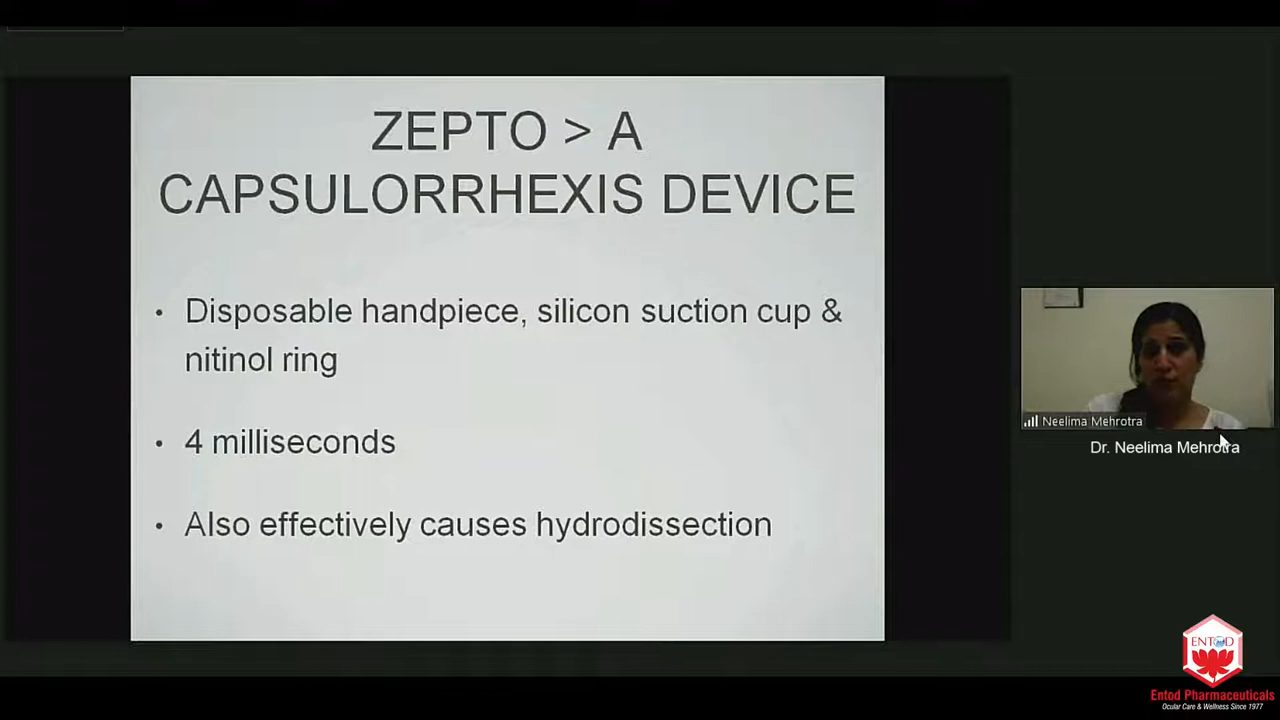 ZEPTO > A
CAPSULORRHEXIS DEVICE
• Disposable handpiece, silicon suction cup &
nitinol ring
• 4 milliseconds
• Also effectively causes hydrodissection
Neelima Mehrotra
Dr. Neelima Mehrotra
ENTOD
Entod Pharmaceuticals
Ocular Care & Wellness Since 1977